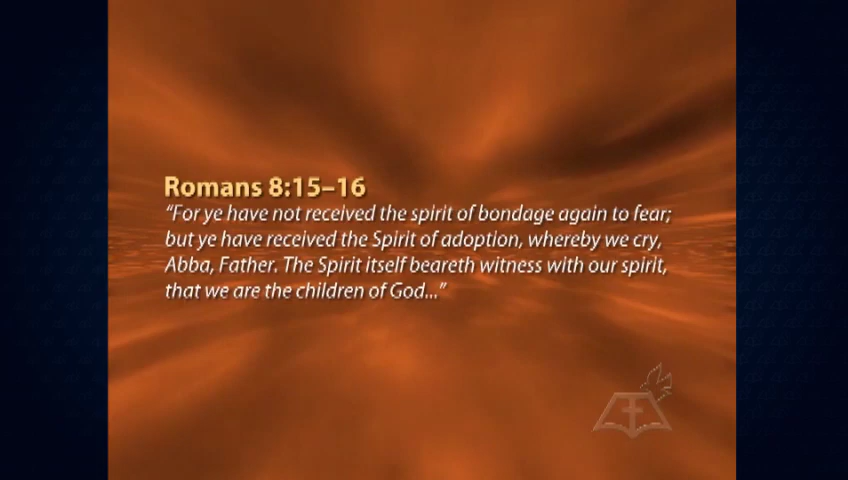 Romans 8:15–16
“For ye have not received the spirit of bondage again to fear;
but ye have received the Spirit of adoption, whereby we cry,
Abba, Father. The Spirit itself beareth witness with our spirit,
that we are the children of God...”